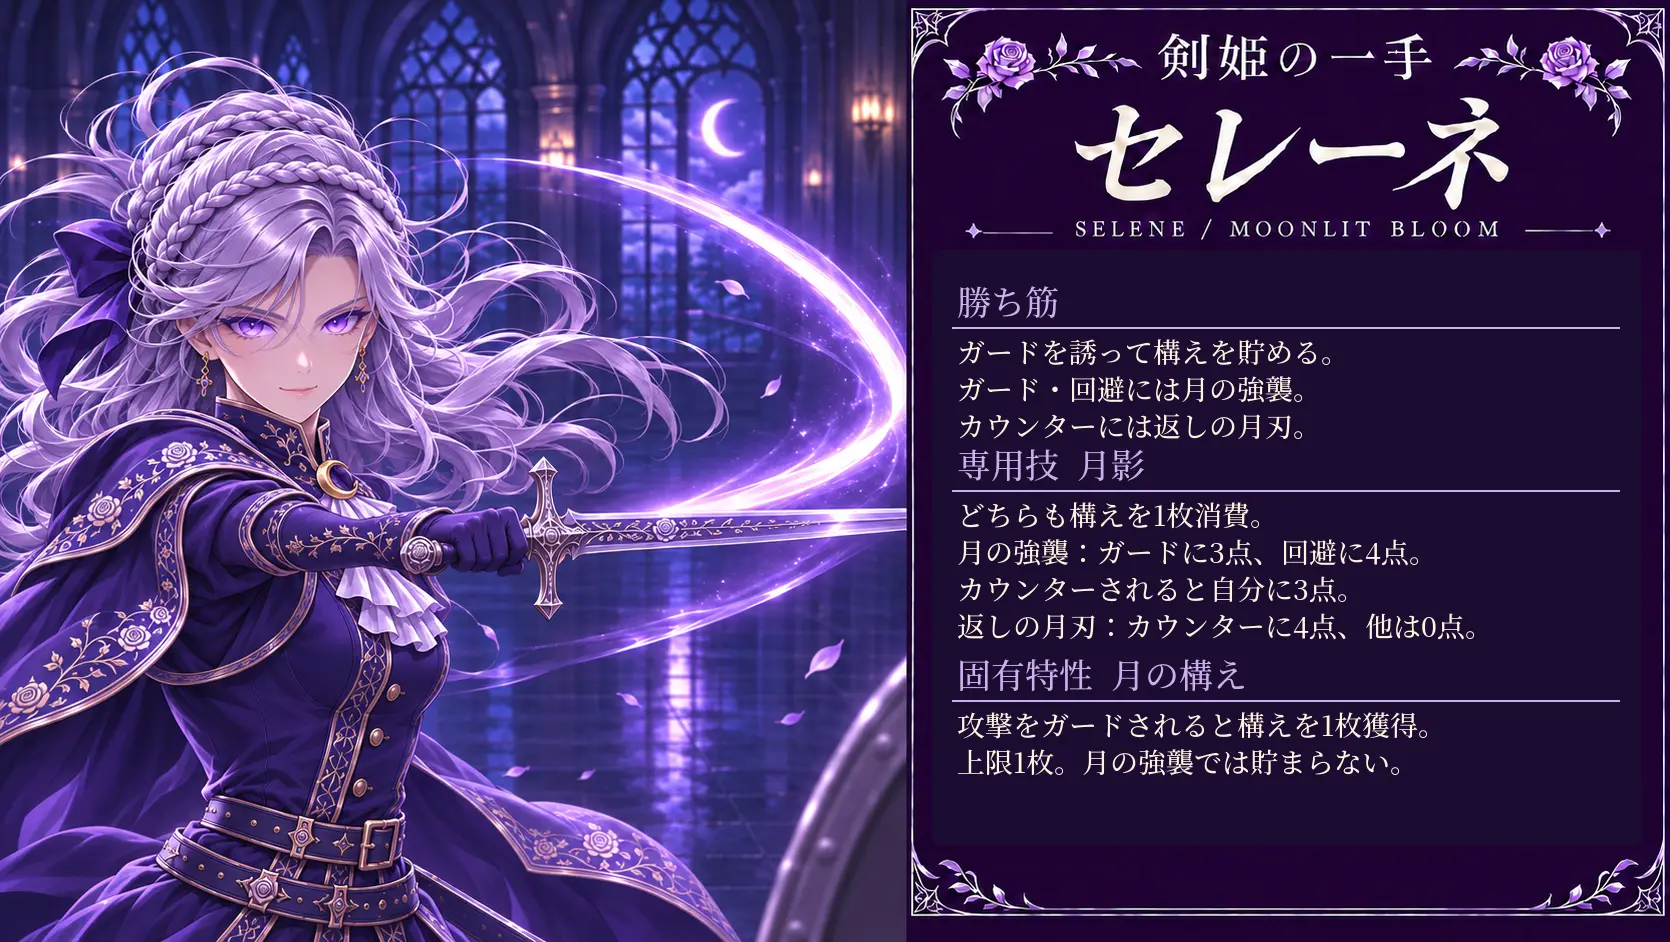 剣姫の一手
セレーネ
SELENE / MOONLIT BLOOM
勝ち筋
ガードを誘って構えを貯める。
ガード・回避には月の強襲。
カウンターには返しの月刃。
専用技 月影
どちらも構えを1枚消費。
月の強襲：ガードに3点、回避に4点。
カウンターされると自分に3点。
返しの月刃：カウンターに4点、他は0点。
固有特性 月の構え
攻撃をガードされると構えを1枚獲得。
上限1枚。月の強襲では貯まらない。